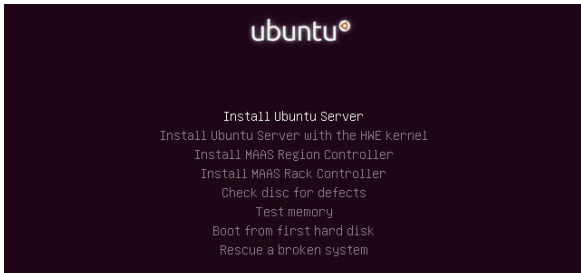 ubuntu
Install Ubuntu Server
Install Ubuntu Server with the HWE kernel
Install MAAS Region Controller
Install MAAS Rack Controller
Check disc for defects
Test memory
Boot from first hard disk
Rescue a broken system